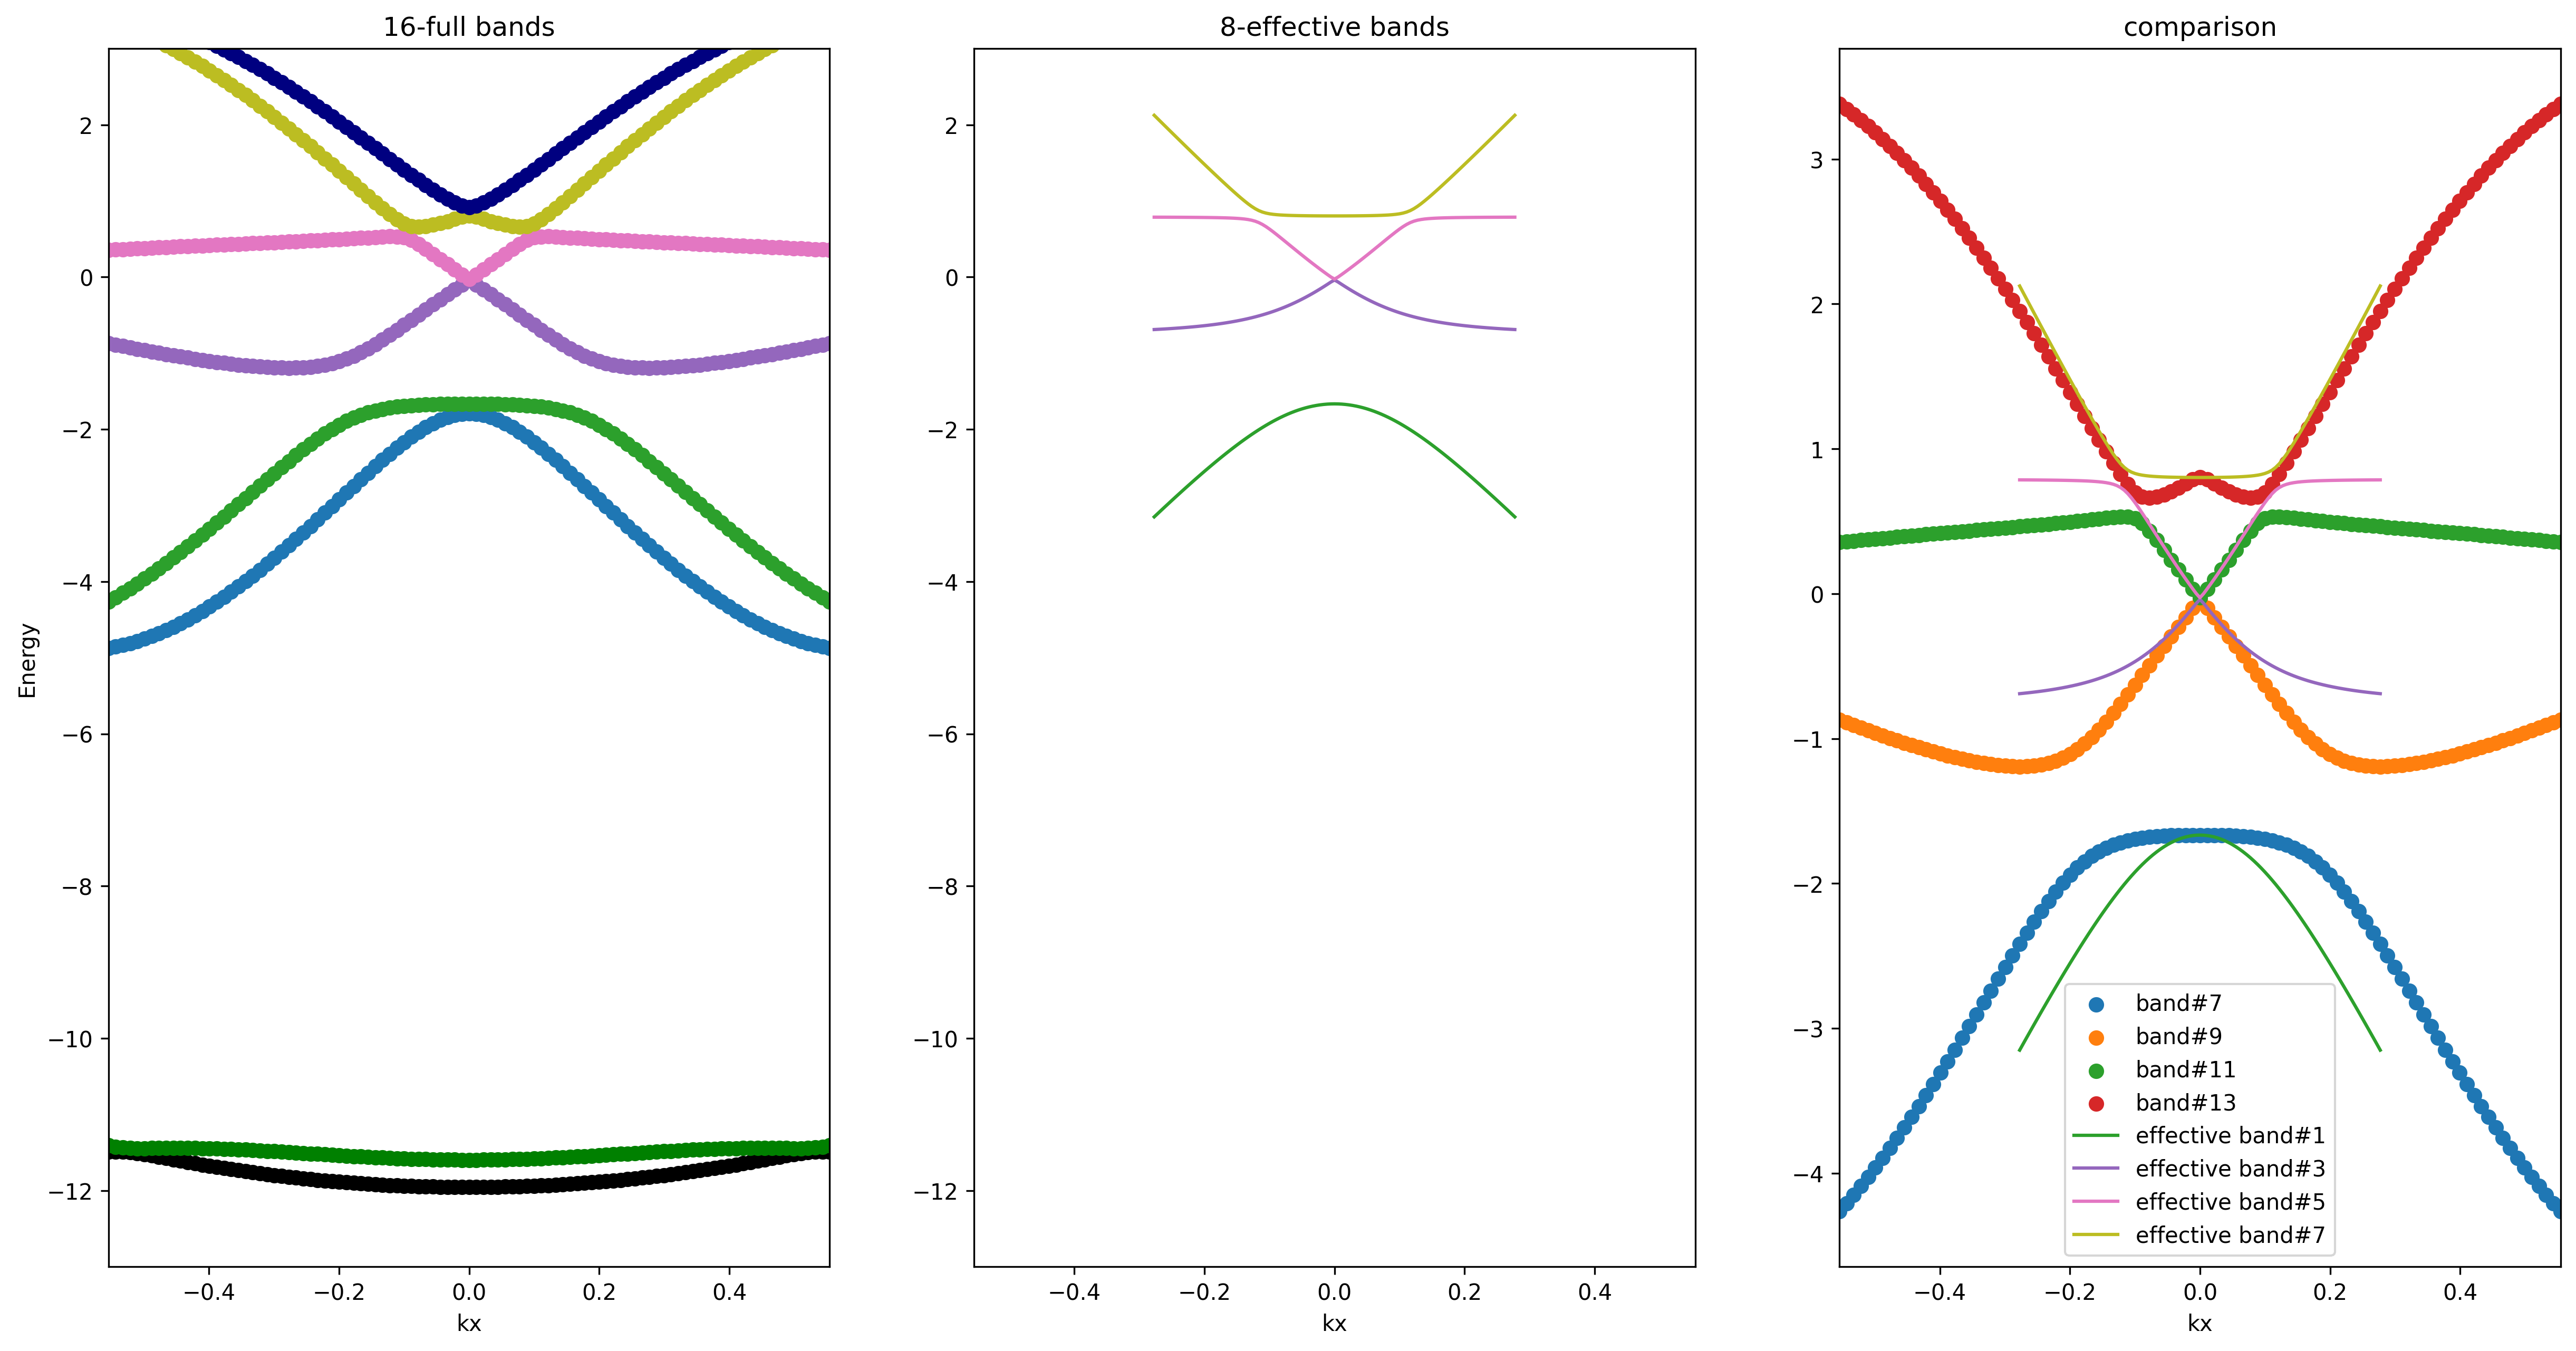 16-full bands
8-effective bands
comparison
2
0
−2
−4
−6
−8
−10
−12
Energy
−0.4 −0.2 0.0 0.2 0.4
kx
2
0
−2
−4
−6
−8
−10
−12
−0.4 −0.2 0.0 0.2 0.4
kx
3
2
1
0
−1
−2
−3
−4
band#7
band#9
band#11
band#13
effective band#1
effective band#3
effective band#5
effective band#7
−0.4 −0.2 0.0 0.2 0.4
kx